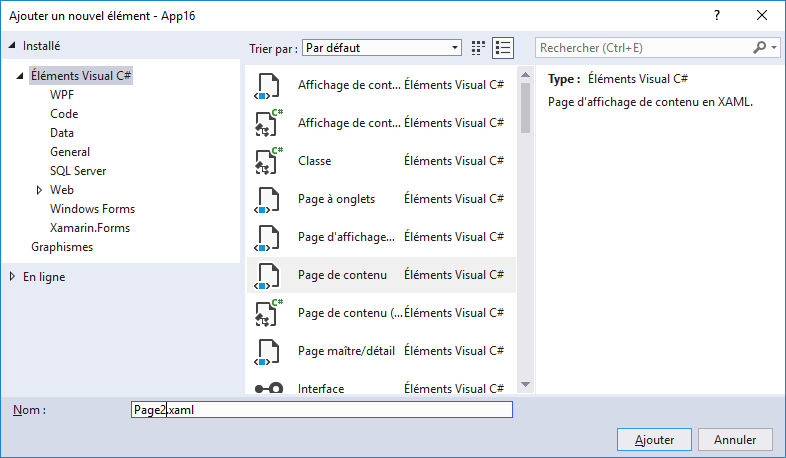 Ajouter un nouvel élément - App16
?
Installé
Trier par :
Par défaut
Rechercher (Ctrl+E)
Éléments Visual C#
WPF
Code
Data
General
SQL Server
Web
Windows Forms
Xamarin.Forms
Graphismes
En ligne
Affichage de cont... Éléments Visual C#
C# Affichage de cont... Éléments Visual C#
C# Classe Éléments Visual C#
Page à onglets Éléments Visual C#
Page d'affichage... Éléments Visual C#
Page de contenu Éléments Visual C#
C# Page de contenu (... Éléments Visual C#
Page maître/détail Éléments Visual C#
Interface Éléments Visual C#
Type : Éléments Visual C#
Page d'affichage de contenu en XAML.
Nom :
Page2.xaml
Ajouter
Annuler